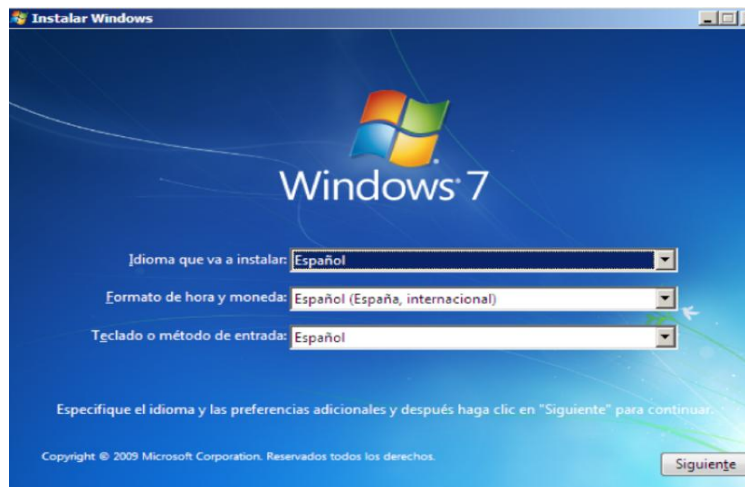 Instalar Windows
Windows 7
Idioma que va a instalar: Español
Formato de hora y moneda: Español (España, internacional)
Teclado o método de entrada: Español
Especifique el idioma y las preferencias adicionales y después haga clic en "Siguiente" para continuar.
Copyright © 2009 Microsoft Corporation. Reservados todos los derechos.
Siguiente